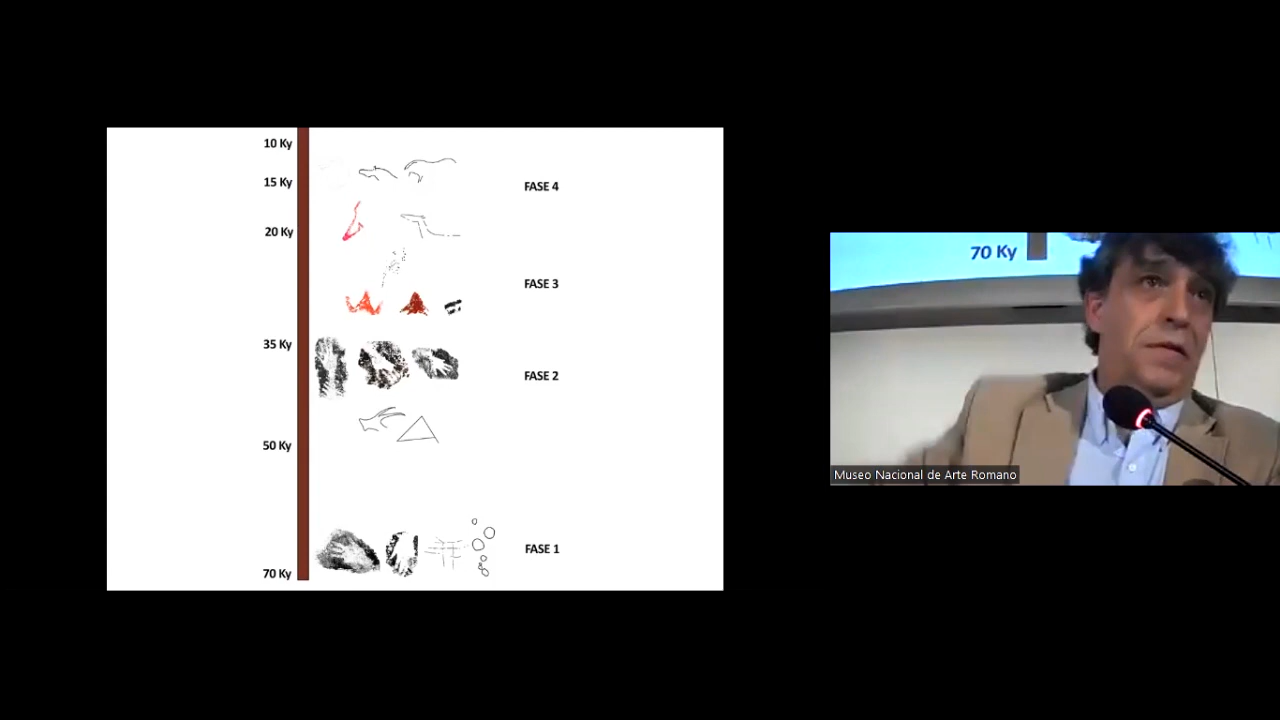 10 Ky
15 Ky
FASE 4
20 Ky
FASE 3
35 Ky
FASE 2
50 Ky
FASE 1
70 Ky
70 Ky
Museo Nacional de Arte Romano